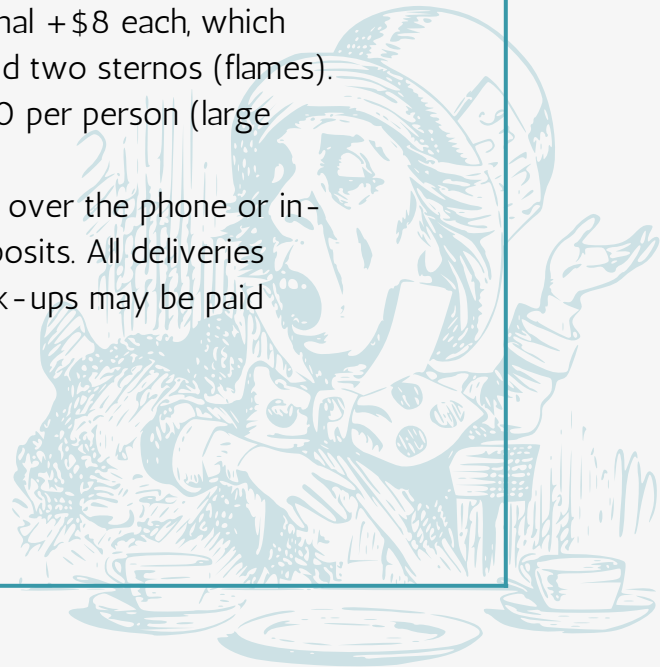 nal +$8 each, which
d two sternos (flames).
0 per person (large
over the phone or in-
posits. All deliveries
k-ups may be paid